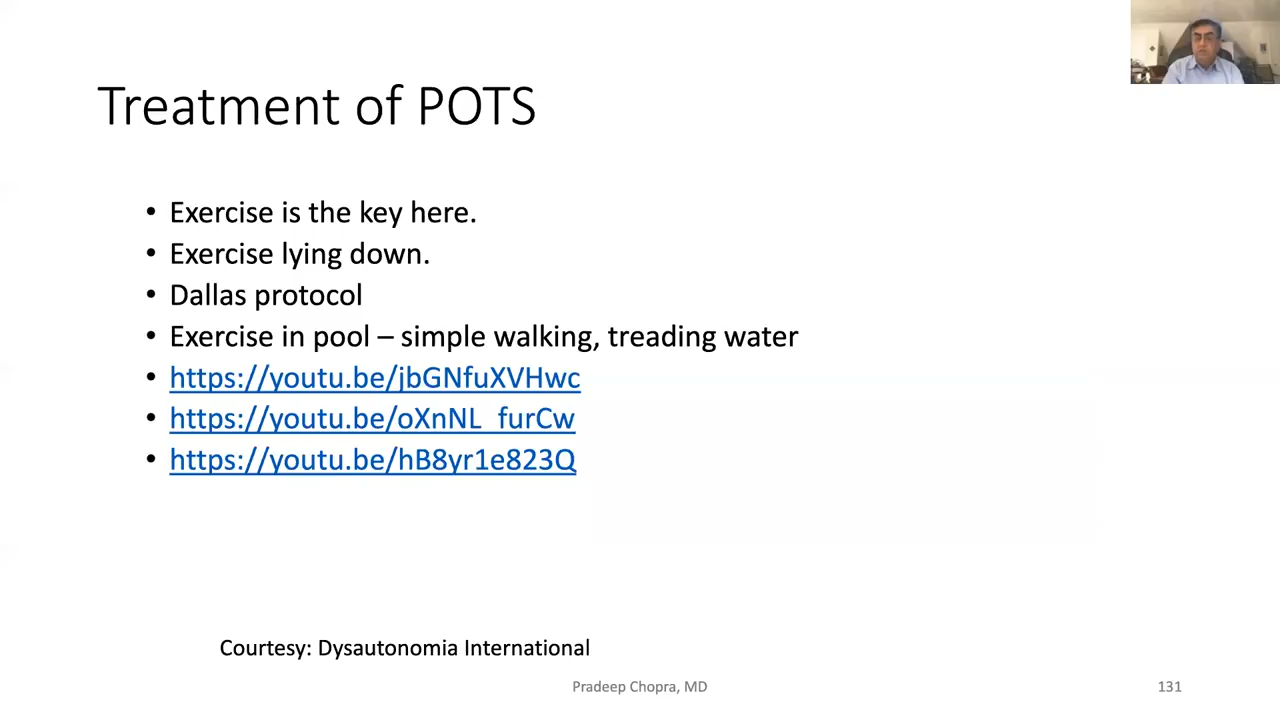 Treatment of POTS
• Exercise is the key here.
• Exercise lying down.
• Dallas protocol
• Exercise in pool – simple walking, treading water
• https://youtu.be/jbGNfuXVHwc
• https://youtu.be/oXnNL_furCw
• https://youtu.be/hB8yr1e823Q
Courtesy: Dysautonomia International
Pradeep Chopra, MD
131